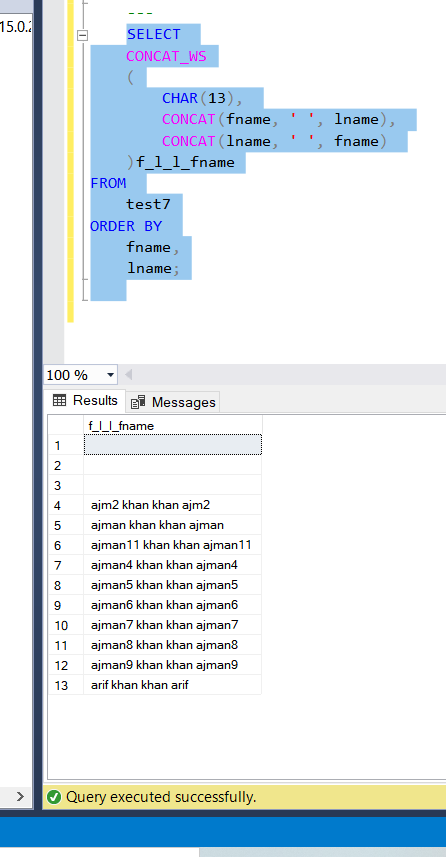 15.0.2
---
SELECT
CONCAT_WS
(
CHAR(13),
CONCAT(fname, ' ', lname),
CONCAT(lname, ' ', fname)
)f_l_l_fname
FROM
test7
ORDER BY
fname,
lname;
100 %
Results Messages
f_l_l_fname
1
2
3
4 ajm2 khan khan ajm2
5 ajman khan khan ajman
6 ajman11 khan khan ajman11
7 ajman4 khan khan ajman4
8 ajman5 khan khan ajman5
9 ajman6 khan khan ajman6
10 ajman7 khan khan ajman7
11 ajman8 khan khan ajman8
12 ajman9 khan khan ajman9
13 arif khan khan arif
Query executed successfully.